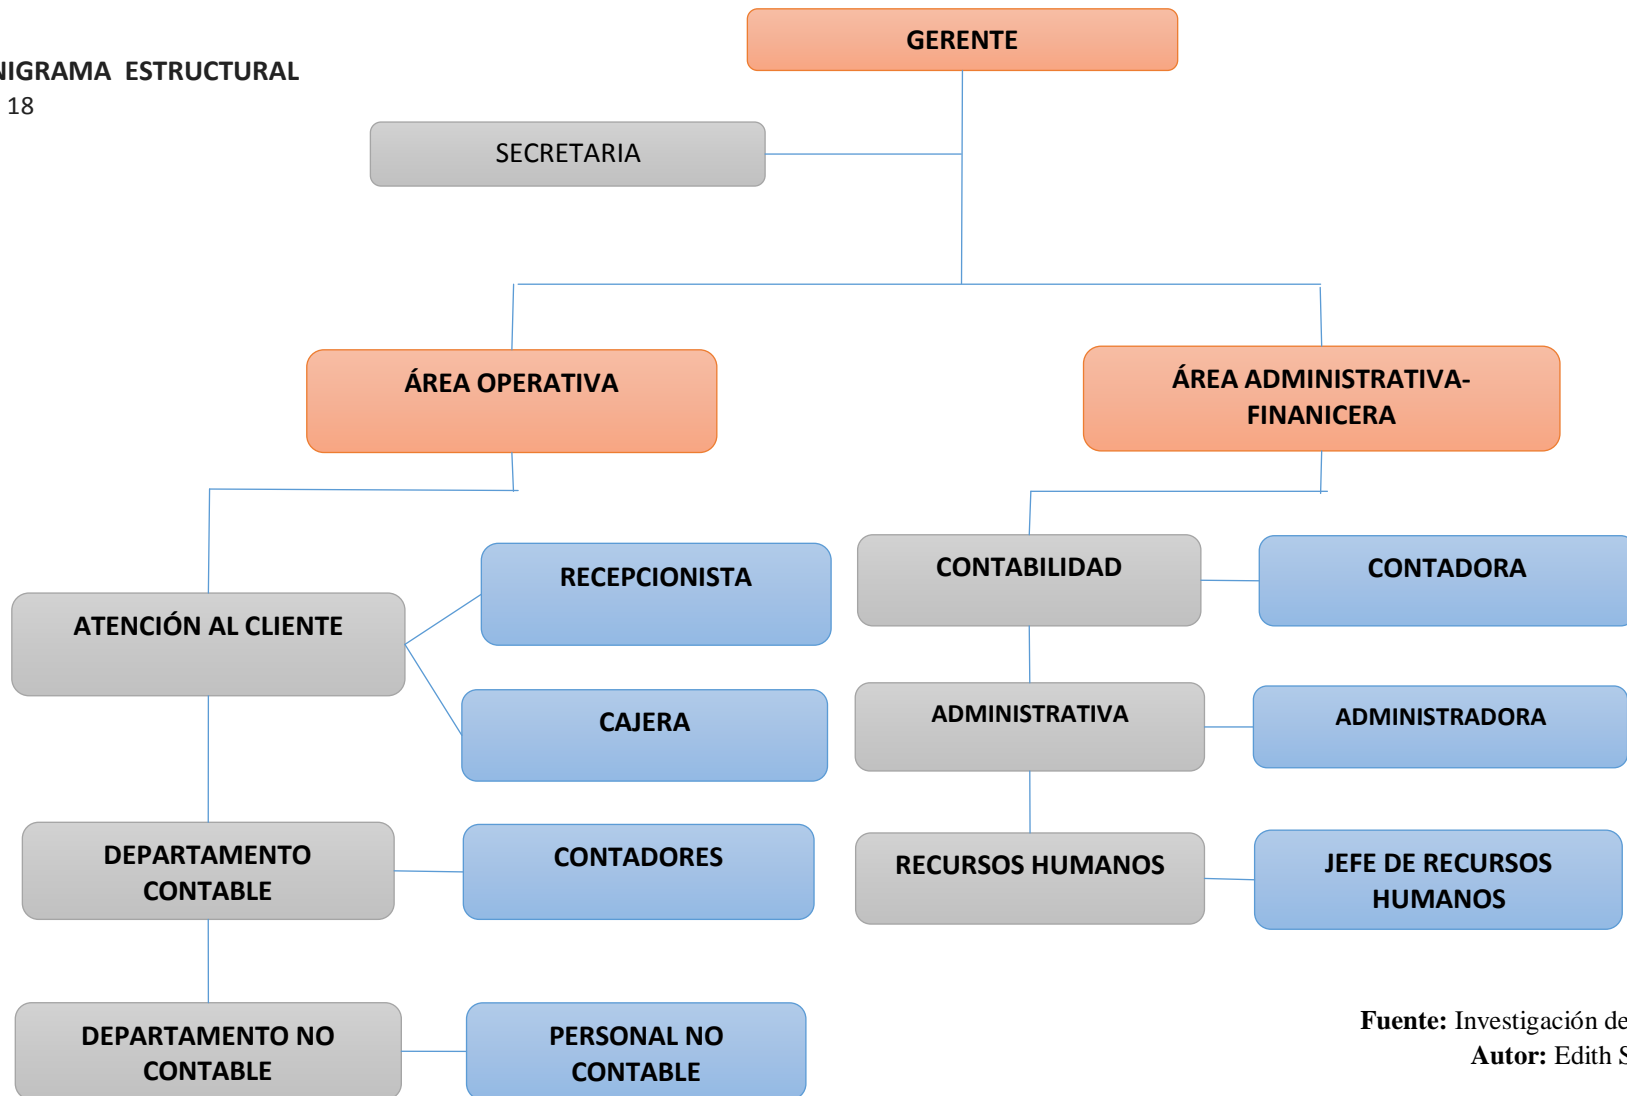 GERENTE
ESTRUCTURAL
18
SECRETARIA
ÁREA OPERATIVA
ÁREA ADMINISTRATIVA-
FINANICERA
RECEPCIONISTA
CONTABILIDAD
CONTADORA
ATENCIÓN AL CLIENTE
CAJERA
ADMINISTRATIVA
ADMINISTRADORA
DEPARTAMENTO
CONTABLE
CONTADORES
RECURSOS HUMANOS
JEFE DE RECURSOS
HUMANOS
DEPARTAMENTO NO
CONTABLE
PERSONAL NO
CONTABLE
Fuente: Investigación de
Autor: Edith